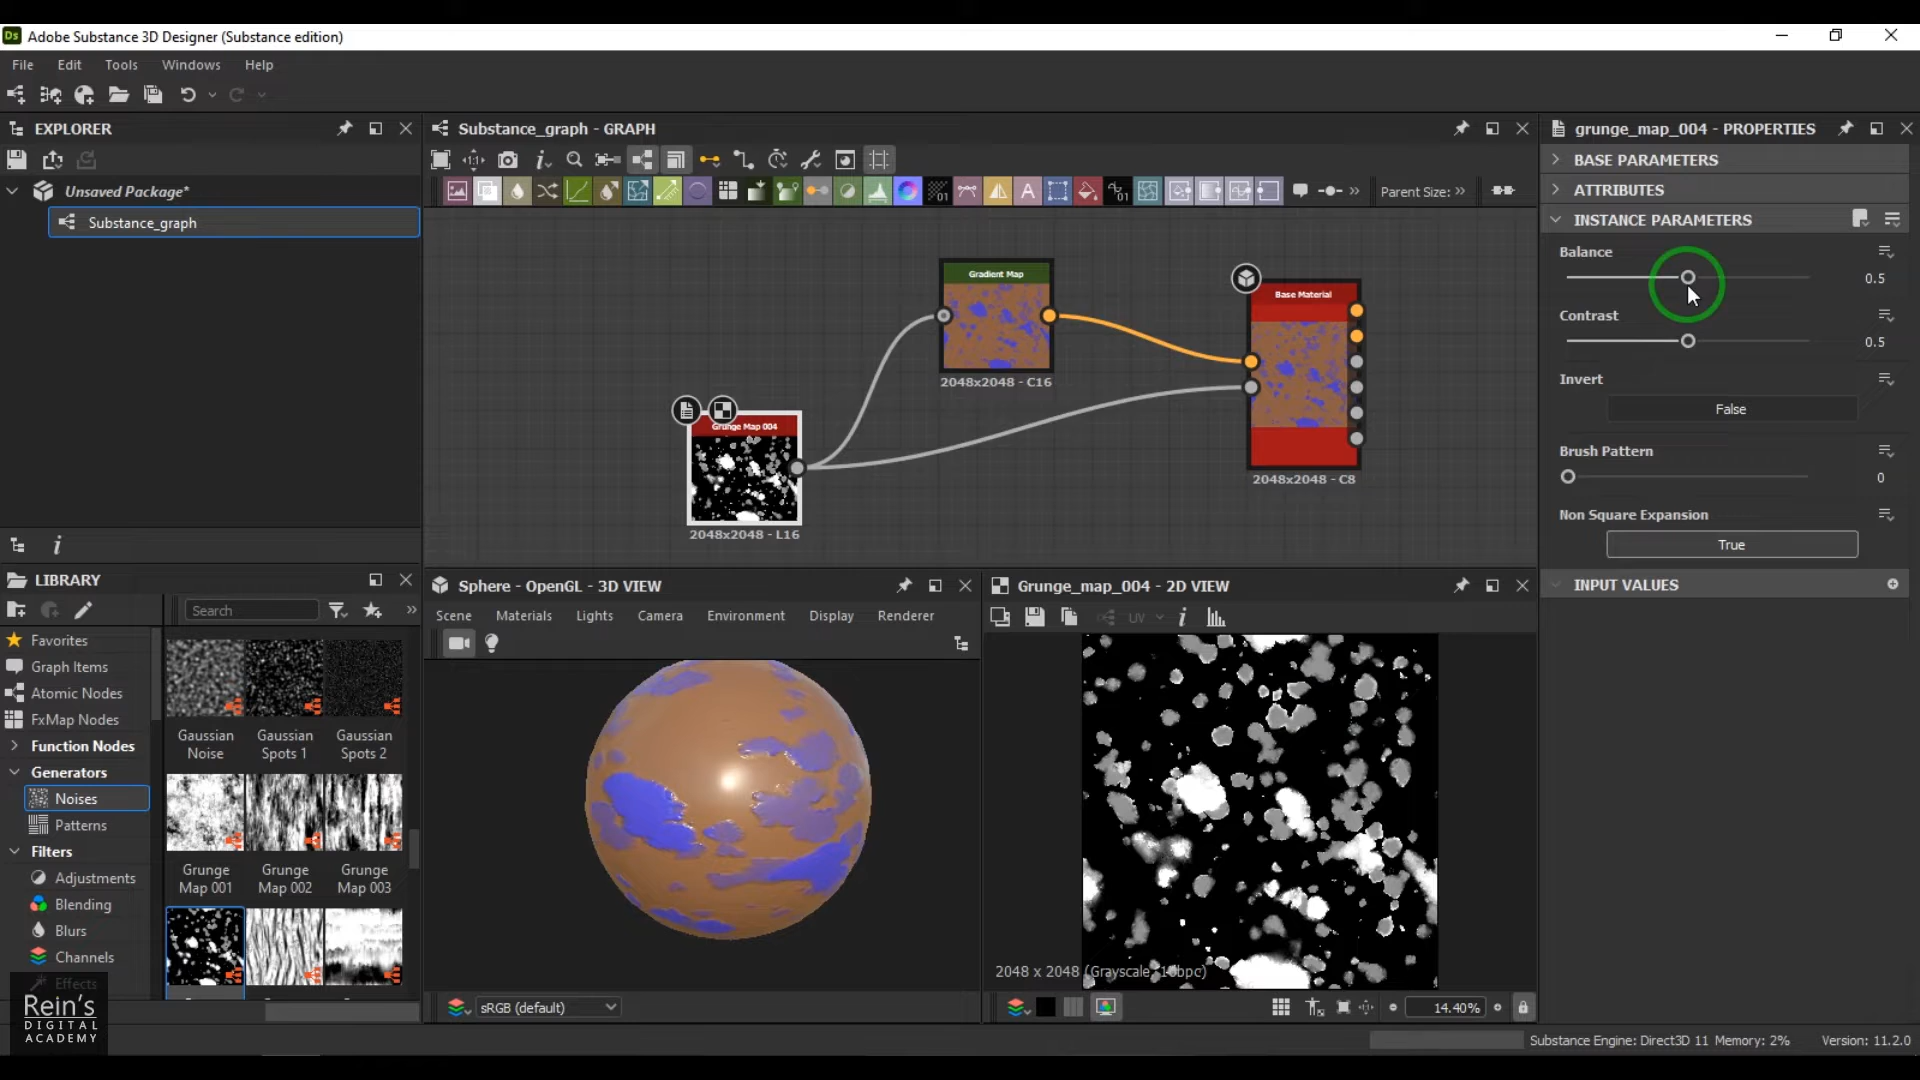 Ds Adobe Substance 3D Designer (Substance edition)
File Edit Tools Windows Help
EXPLORER
Unsaved Package*
Substance_graph
Substance_graph - GRAPH
Parent Size: »
Gradient Map
2048x2048 - C16
Base Material
2048x2048 - C8
Grunge Map 004
2048x2048 - L16
grunge_map_004 - PROPERTIES
BASE PARAMETERS
ATTRIBUTES
INSTANCE PARAMETERS
Balance
0.5
Contrast
0.5
Invert
False
Brush Pattern
0
Non Square Expansion
True
INPUT VALUES
LIBRARY
Search
Favorites
Graph Items
Atomic Nodes
FxMap Nodes
Function Nodes
Generators
Noises
Patterns
Filters
Adjustments
Blending
Blurs
Channels
Effects
Gaussian Noise
Gaussian Spots 1
Gaussian Spots 2
Grunge Map 001
Grunge Map 002
Grunge Map 003
Sphere - OpenGL - 3D VIEW
Scene Materials Lights Camera Environment Display Renderer
sRGB (default)
Grunge_map_004 - 2D VIEW
UV
2048 x 2048 (Grayscale, 16bpc)
14.40%
Rein's
DIGITAL
ACADEMY
Substance Engine: Direct3D 11 Memory: 2% Version: 11.2.0